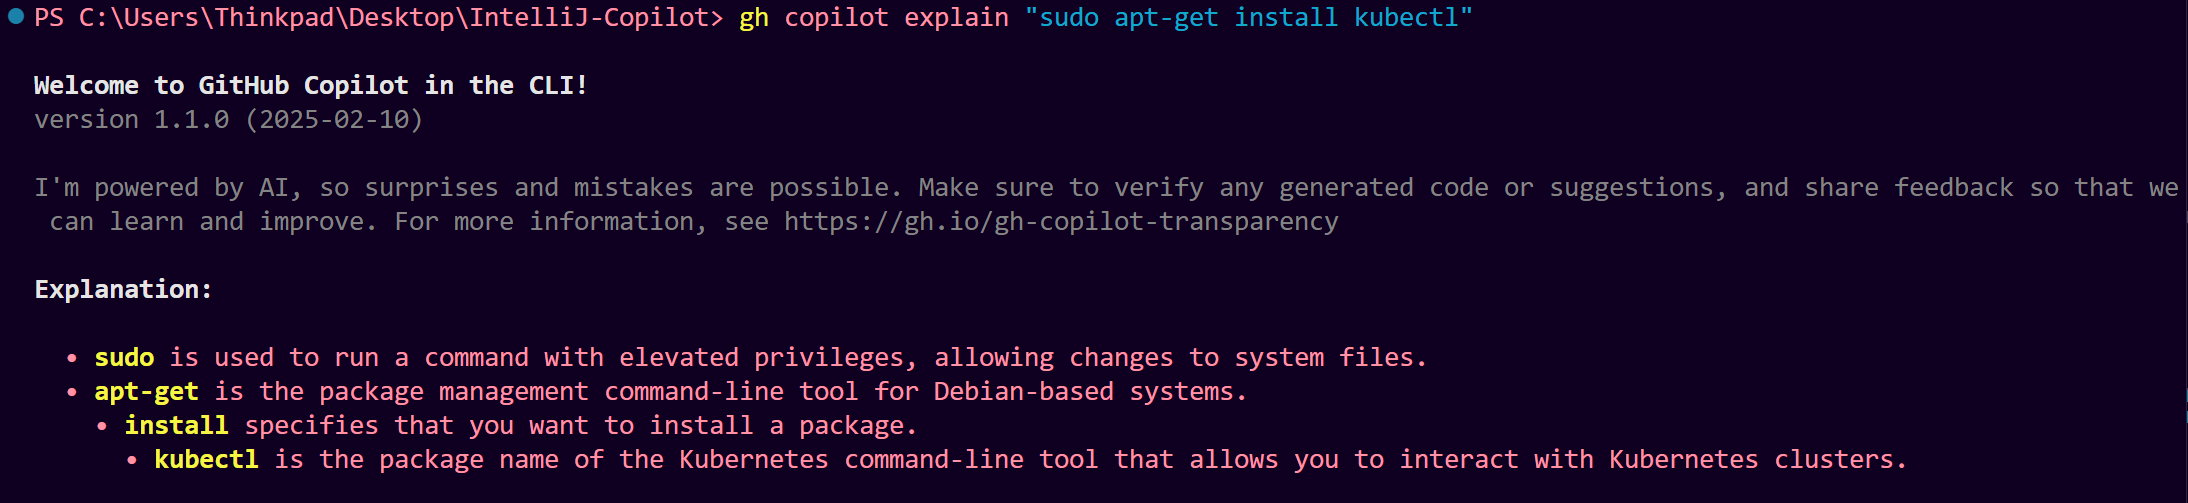 PS C:\Users\Thinkpad\Desktop\IntelliJ-Copilot> gh copilot explain "sudo apt-get install kubectl"
Welcome to GitHub Copilot in the CLI!
version 1.1.0 (2025-02-10)
I'm powered by AI, so surprises and mistakes are possible. Make sure to verify any generated code or suggestions, and share feedback so that we
can learn and improve. For more information, see https://gh.io/gh-copilot-transparency
Explanation:
• sudo is used to run a command with elevated privileges, allowing changes to system files.
• apt-get is the package management command-line tool for Debian-based systems.
• install specifies that you want to install a package.
• kubectl is the package name of the Kubernetes command-line tool that allows you to interact with Kubernetes clusters.